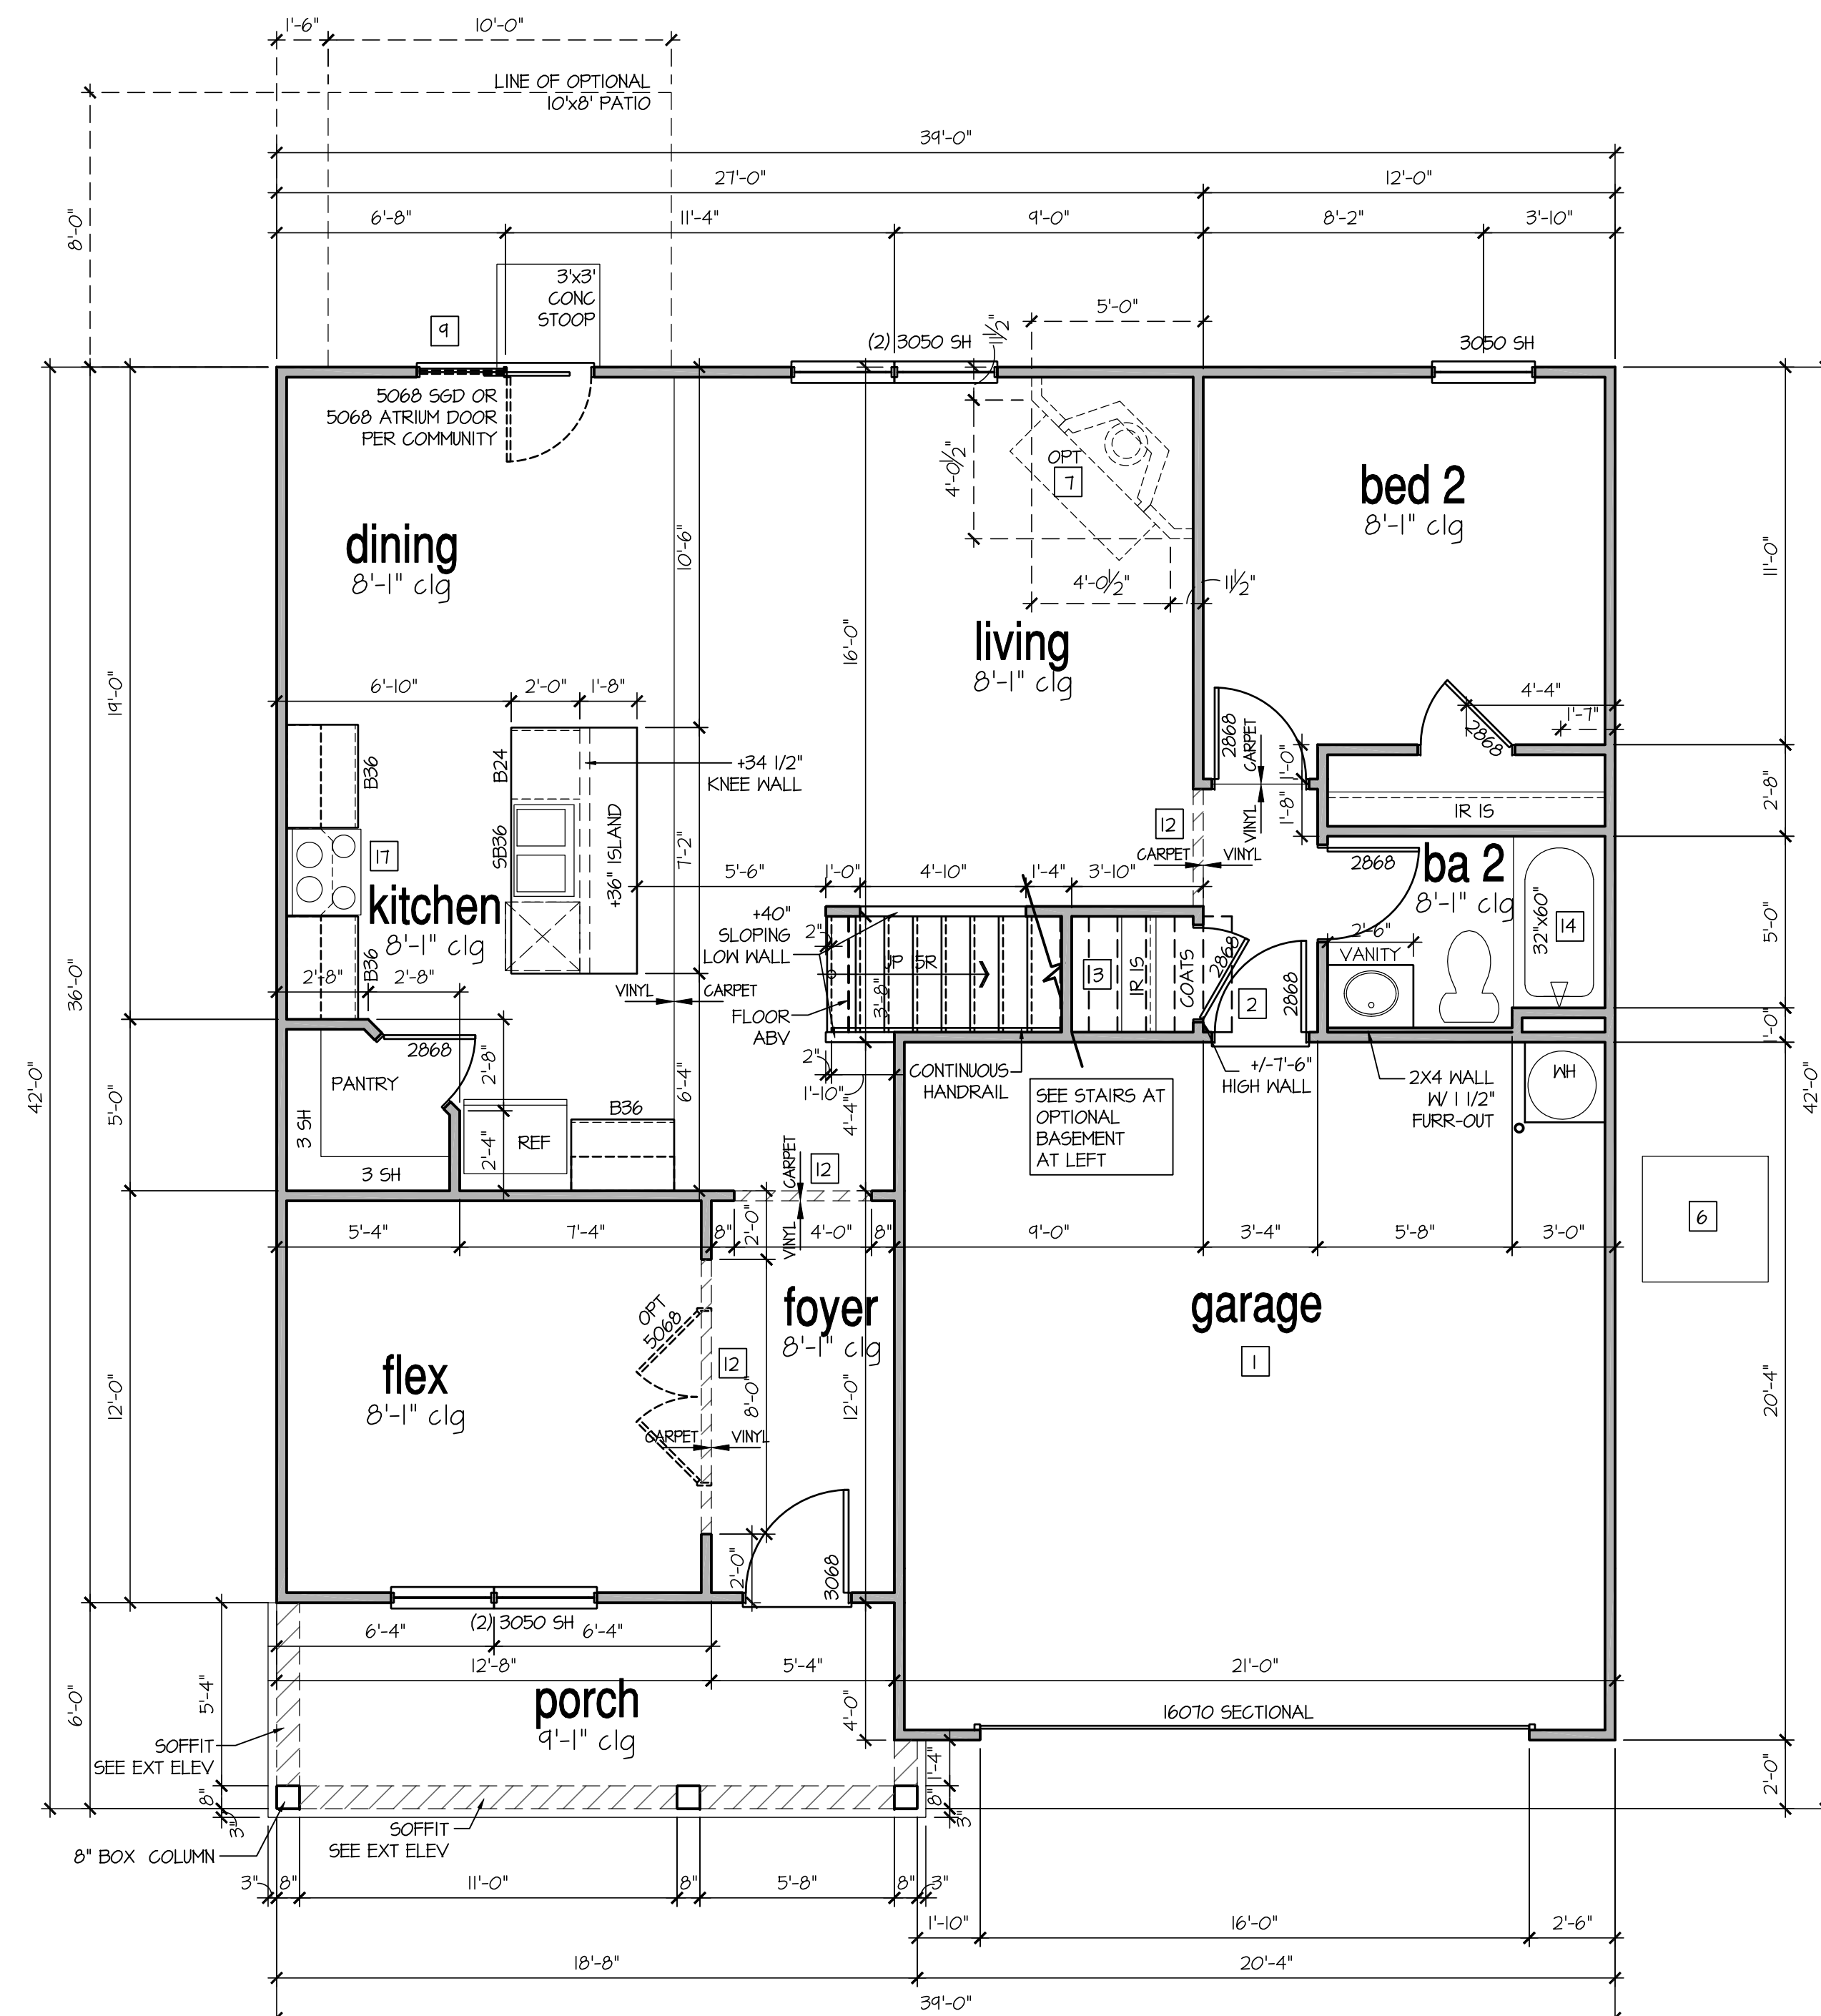 1'-6" 10'-0"
LINE OF OPTIONAL
10'x8' PATIO
39'-0"
27'-0" 12'-0"
6'-8" 11'-4" 9'-0" 8'-2" 3'-10"
8'-0"
3'x3'
CONC
STOOP
9
5'-0"
(2) 3050 SH
11 1/2"
3050 SH
5068 SGD OR
5068 ATRIUM DOOR
PER COMMUNITY
4'-0 1/2"
OPT
7
bed 2
8'-1" clg
dining
8'-1" clg
10'-6"
11'-0"
4'-0 1/2" 1 1/2"
living
8'-1" clg
16'-0"
19'-0"
6'-10" 2'-0" 1'-8"
4'-4"
1'-7"
2868
2868
CARPET
VINYL
1'-0"
1'-8"
2'-8"
IR 1S
B36
B24
+34 1/2"
KNEE WALL
SB36
+36" ISLAND
7'-2"
17
12
CARPET VINYL
kitchen
8'-1" clg
B36
5'-6" 1'-0" 4'-10" 1'-4" 3'-10"
2868
ba 2
8'-1" clg
32"x60"
14
5'-0"
2'-6"
VANITY
+40"
SLOPING
LOW WALL
2"
UP 15R
3'-8"
13
IR 1S
COATS
2868
2
2868
2'-8" 2'-8"
VINYL CARPET
FLOOR
ABV
36'-0"
42'-0"
2868
PANTRY
3 SH
3 SH
2'-8"
2'-4"
REF
B36
6'-4"
2"
1'-10"
4'-4"
CONTINUOUS
HANDRAIL
SEE STAIRS AT
OPTIONAL
BASEMENT
AT LEFT
+/-7'-6"
HIGH WALL
2X4 WALL
W/ 1 1/2"
FURR-OUT
WH
1'-0"
42'-0"
5'-0"
CARPET
VINYL
12
6
5'-4" 7'-4" 8" 2'-0" 4'-0" 8" 9'-0" 3'-4" 5'-8" 3'-0"
OPT
5068
foyer
8'-1" clg
garage
1
flex
8'-1" clg
12
8'-0"
12'-0"
12'-0"
20'-4"
CARPET VINYL
2'-0"
3068
(2) 3050 SH
6'-4" 6'-4"
12'-8" 5'-4" 21'-0"
5'-4"
6'-0"
porch
9'-1" clg
4'-0"
16070 SECTIONAL
SOFFIT
SEE EXT ELEV
1'-4"
2'-0"
8"
3"
8"
3"
SOFFIT
SEE EXT ELEV
8" BOX COLUMN
3" 8" 11'-0" 8" 5'-8" 8" 3"
1'-10" 16'-0" 2'-6"
18'-8" 20'-4"
39'-0"